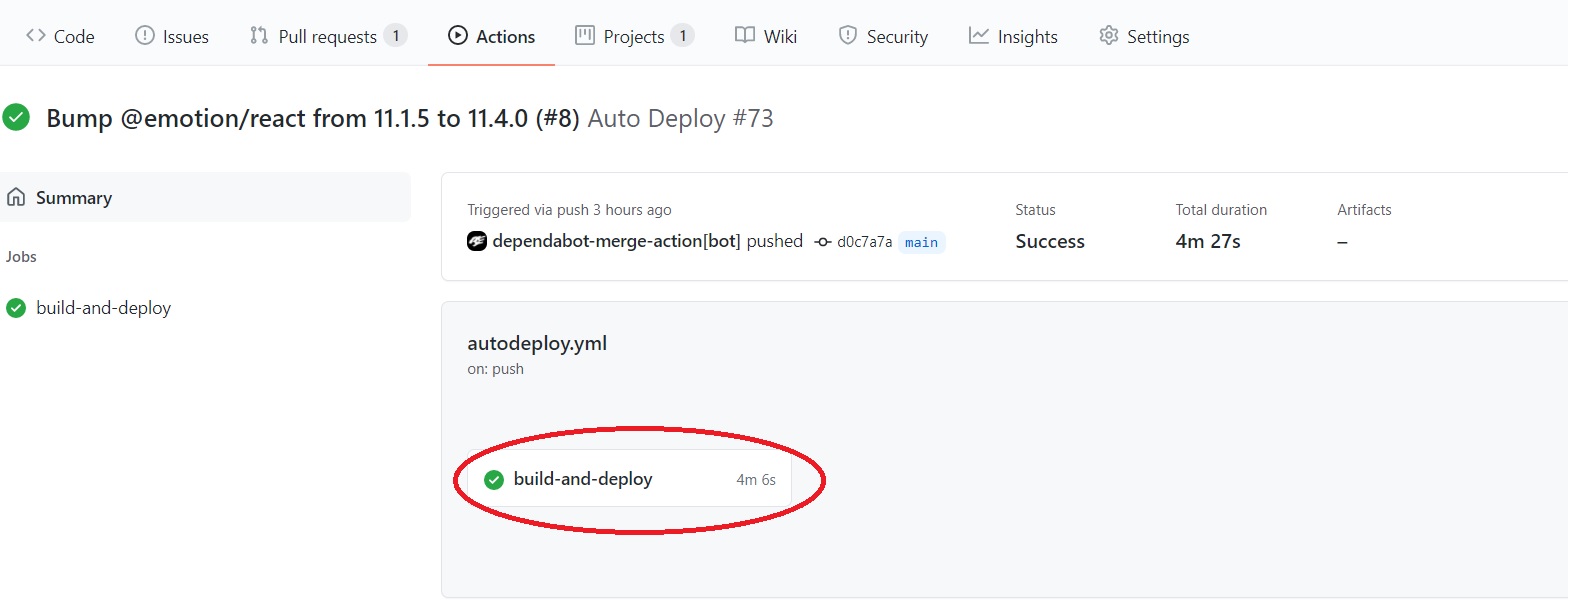 Code Issues Pull requests 1 Actions Projects 1 Wiki Security Insights Settings
Bump @emotion/react from 11.1.5 to 11.4.0 (#8) Auto Deploy #73
Summary
Jobs
build-and-deploy
Triggered via push 3 hours ago
dependabot-merge-action[bot] pushed d0c7a7a main
Status
Success
Total duration
4m 27s
Artifacts
–
autodeploy.yml
on: push
build-and-deploy 4m 6s